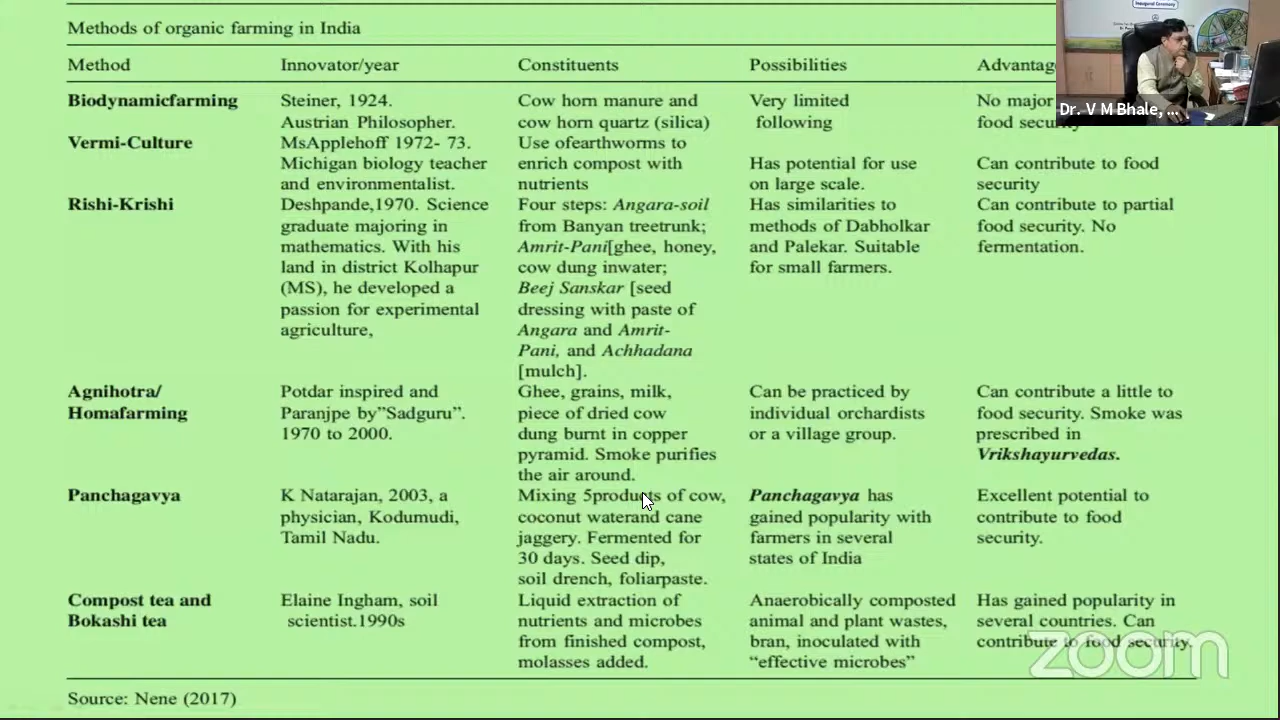 Inaugural Ceremony
Methods of organic farming in India
Method Innovator/year Constituents Possibilities
Biodynamicfarming Steiner, 1924. Cow horn manure and Very limited No major
Austrian Philosopher. cow horn quartz (silica) following food security
Vermi-Culture MsApplehoff 1972- 73. Use ofearthworms to
Michigan biology teacher enrich compost with Has potential for use Can contribute to food
and environmentalist. nutrients on large scale. security
Rishi-Krishi Deshpande,1970. Science Four steps: Angara-soil Has similarities to Can contribute to partial
graduate majoring in from Banyan treetrunk; methods of Dabholkar food security. No
mathematics. With his Amrit-Pani[ghee, honey, and Palekar. Suitable fermentation.
land in district Kolhapur cow dung inwater; for small farmers.
(MS), he developed a Beej Sanskar [seed
passion for experimental dressing with paste of
agriculture, Angara and Amrit-
Pani, and Achhadana
[mulch].
Agnihotra/ Potdar inspired and Ghee, grains, milk, Can be practiced by Can contribute a little to
Homafarming Paranjpe by”Sadguru”. piece of dried cow individual orchardists food security. Smoke was
1970 to 2000. dung burnt in copper or a village group. prescribed in
pyramid. Smoke purifies Vrikshayurvedas.
the air around.
Panchagavya K Natarajan, 2003, a Mixing 5products of cow, Panchagavya has Excellent potential to
physician, Kodumudi, coconut waterand cane gained popularity with contribute to food
Tamil Nadu. jaggery. Fermented for farmers in several security.
30 days. Seed dip, states of India
soil drench, foliarpaste.
Compost tea and Elaine Ingham, soil Liquid extraction of Anaerobically composted Has gained popularity in
Bokashi tea scientist.1990s nutrients and microbes animal and plant wastes, several countries. Can
from finished compost, bran, inoculated with contribute to food security.
molasses added. “effective microbes”
Source: Nene (2017)
Dr. V M Bhale, ...
zoom